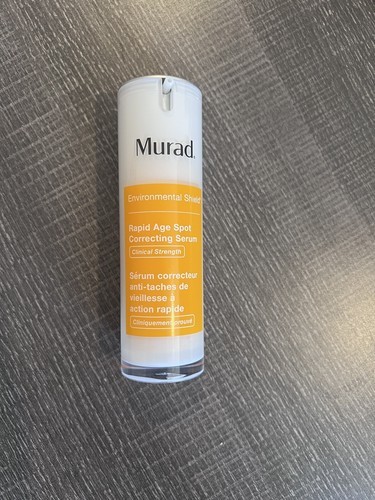 Murad.
Environmental Shield
Rapid Age Spot
Correcting Serum
Clinical Strength
Sérum correcteur
anti-taches de
vieillesse à
action rapide
Cliniquement prouvé